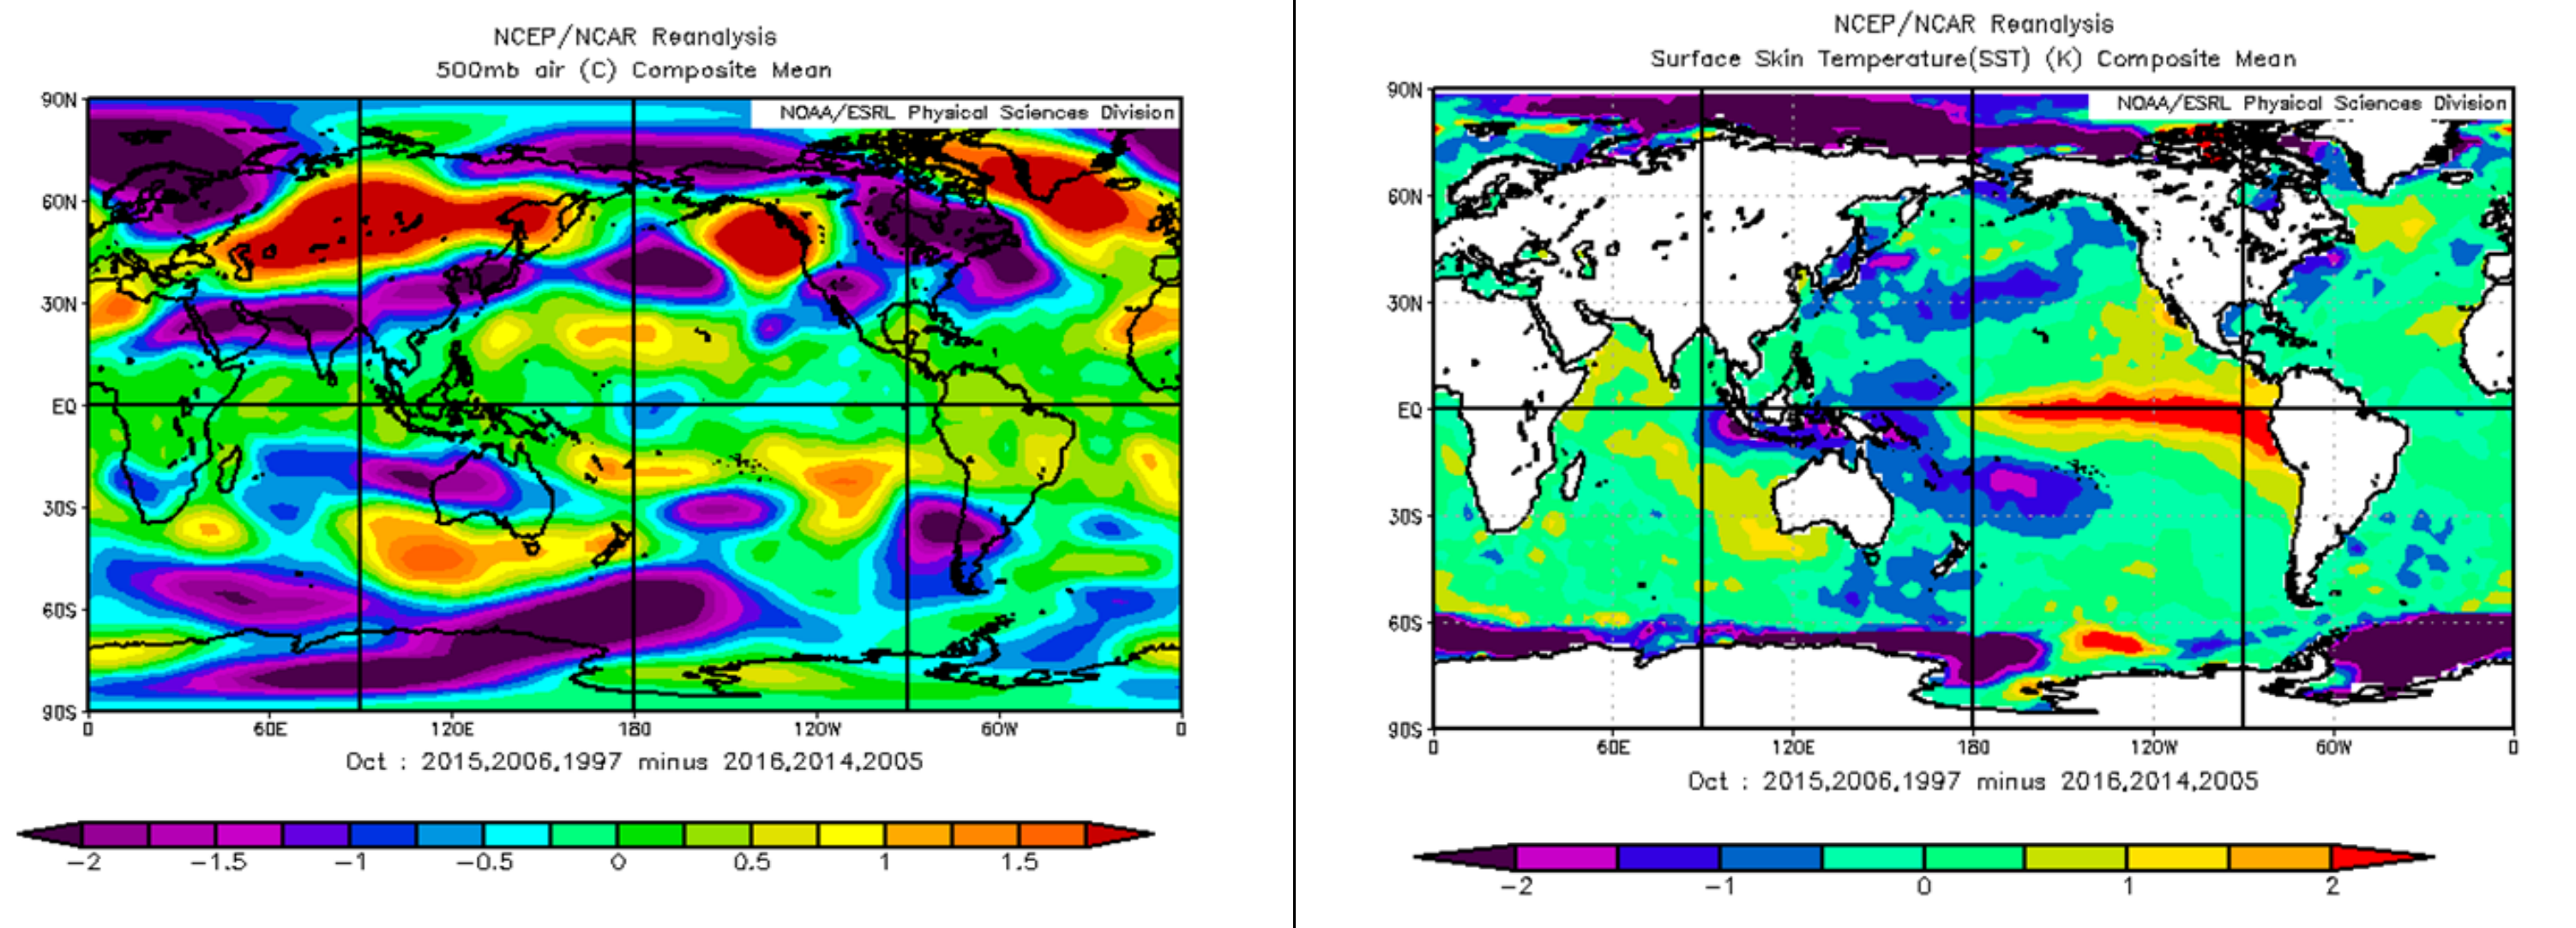 NCEP/NCAR Reanalysis
500mb air (C) Composite Mean
NOAA/ESRL Physical Sciences Division
90N
60N
30N
EQ
30S
60S
90S
0 60E 120E 180 120W 60W 0
Oct : 2015,2006,1997 minus 2016,2014,2005
-2 -1.5 -1 -0.5 0 0.5 1 1.5
NCEP/NCAR Reanalysis
Surface Skin Temperature(SST) (K) Composite Mean
NOAA/ESRL Physical Sciences Division
90N
60N
30N
EQ
30S
60S
90S
0 60E 120E 180 120W 60W 0
Oct : 2015,2006,1997 minus 2016,2014,2005
-2 -1 0 1 2